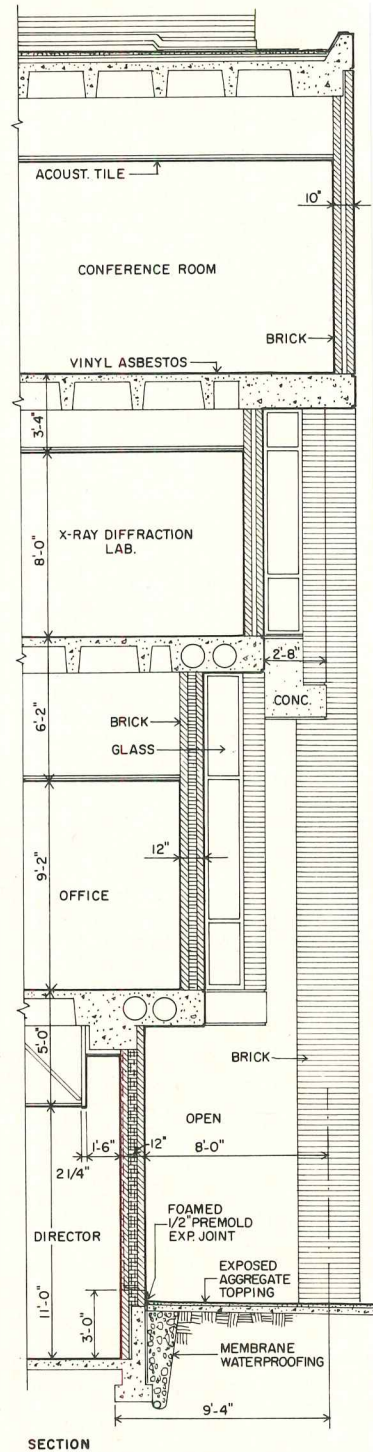 ACOUST. TILE
10"
CONFERENCE ROOM
BRICK
VINYL ASBESTOS
3'-4"
X-RAY DIFFRACTION
LAB.
8'-0"
2'-8"
CONC.
6'-2"
BRICK
GLASS
12"
9'-2"
OFFICE
5'-0"
BRICK
OPEN
1'-6"
12"
8'-0"
2 1/4"
DIRECTOR
FOAMED
1/2" PREMOLD
EXP. JOINT
EXPOSED
AGGREGATE
TOPPING
11'-0"
3'-0"
MEMBRANE
WATERPROOFING
9'-4"
SECTION